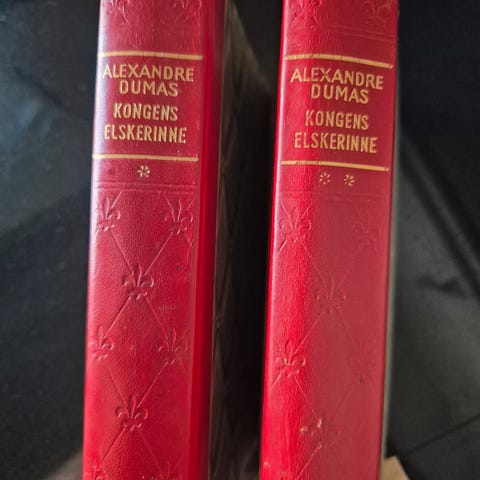 ALEXANDRE
DUMAS
KONGENS
ELSKERINNE
*
ALEXANDRE
DUMAS
KONGENS
ELSKERINNE
* *